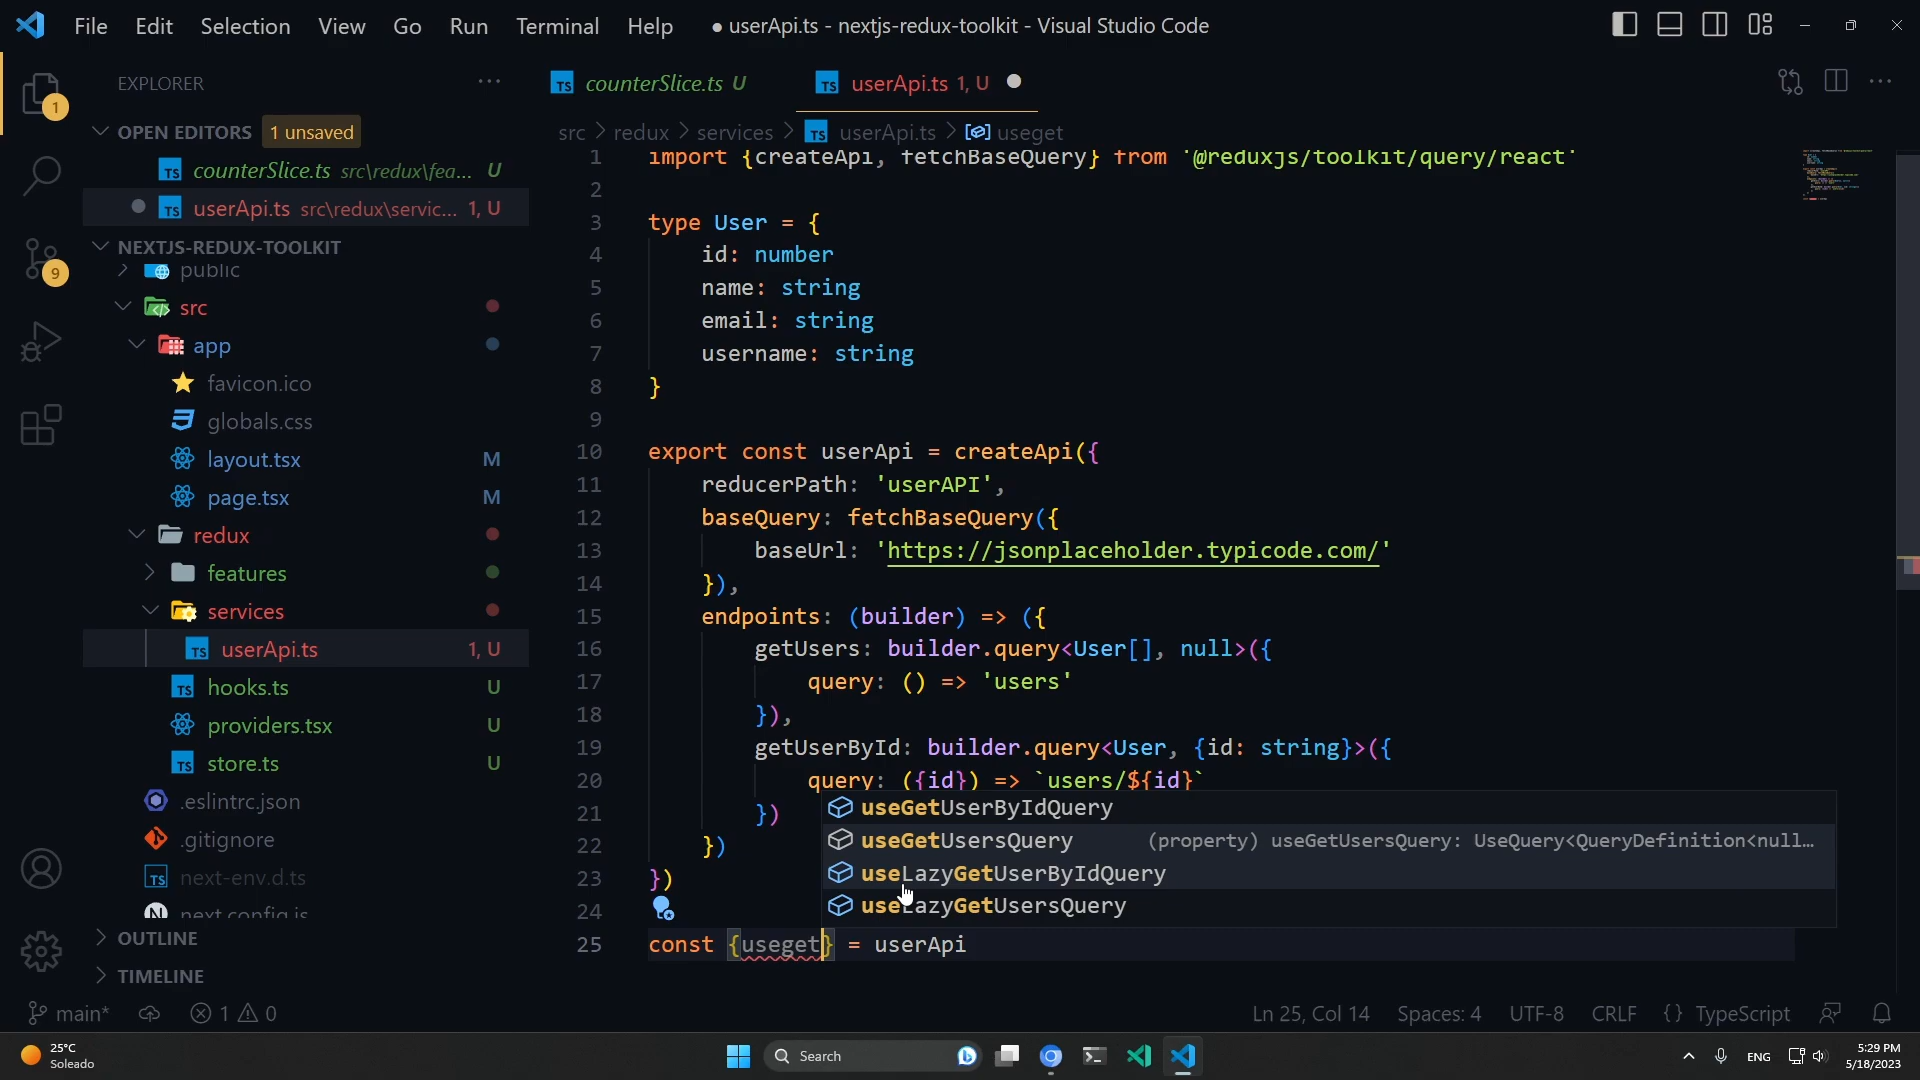 File Edit Selection View Go Run Terminal Help ● userApi.ts - nextjs-redux-toolkit - Visual Studio Code
EXPLORER
counterSlice.ts U
userApi.ts 1, U
OPEN EDITORS 1 unsaved
counterSlice.ts src\redux\fea... U
userApi.ts src\redux\servic... 1, U
NEXTJS-REDUX-TOOLKIT
public
src
app
favicon.ico
globals.css
layout.tsx M
page.tsx M
redux
features
services
userApi.ts 1, U
hooks.ts U
providers.tsx U
store.ts U
.eslintrc.json
.gitignore
next-env.d.ts
next.config.js
OUTLINE
TIMELINE
1
9
src > redux > services > userApi.ts > useget
1 import {createApi, fetchBaseQuery} from '@reduxjs/toolkit/query/react'
2
3 type User = {
4 id: number
5 name: string
6 email: string
7 username: string
8 }
9
10 export const userApi = createApi({
11 reducerPath: 'userAPI',
12 baseQuery: fetchBaseQuery({
13 baseUrl: 'https://jsonplaceholder.typicode.com/'
14 }),
15 endpoints: (builder) => ({
16 getUsers: builder.query<User[], null>({
17 query: () => 'users'
18 }),
19 getUserById: builder.query<User, {id: string}>({
20 query: ({id}) => `users/${id}`
21 })
22 })
23 })
24
25 const {useget} = userApi
useGetUserByIdQuery
useGetUsersQuery (property) useGetUsersQuery: UseQuery<QueryDefinition<null...
useLazyGetUserByIdQuery
useLazyGetUsersQuery
main* 1 0 Ln 25, Col 14 Spaces: 4 UTF-8 CRLF {} TypeScript
25°C
Soleado
Search
ENG
5:29 PM
5/18/2023